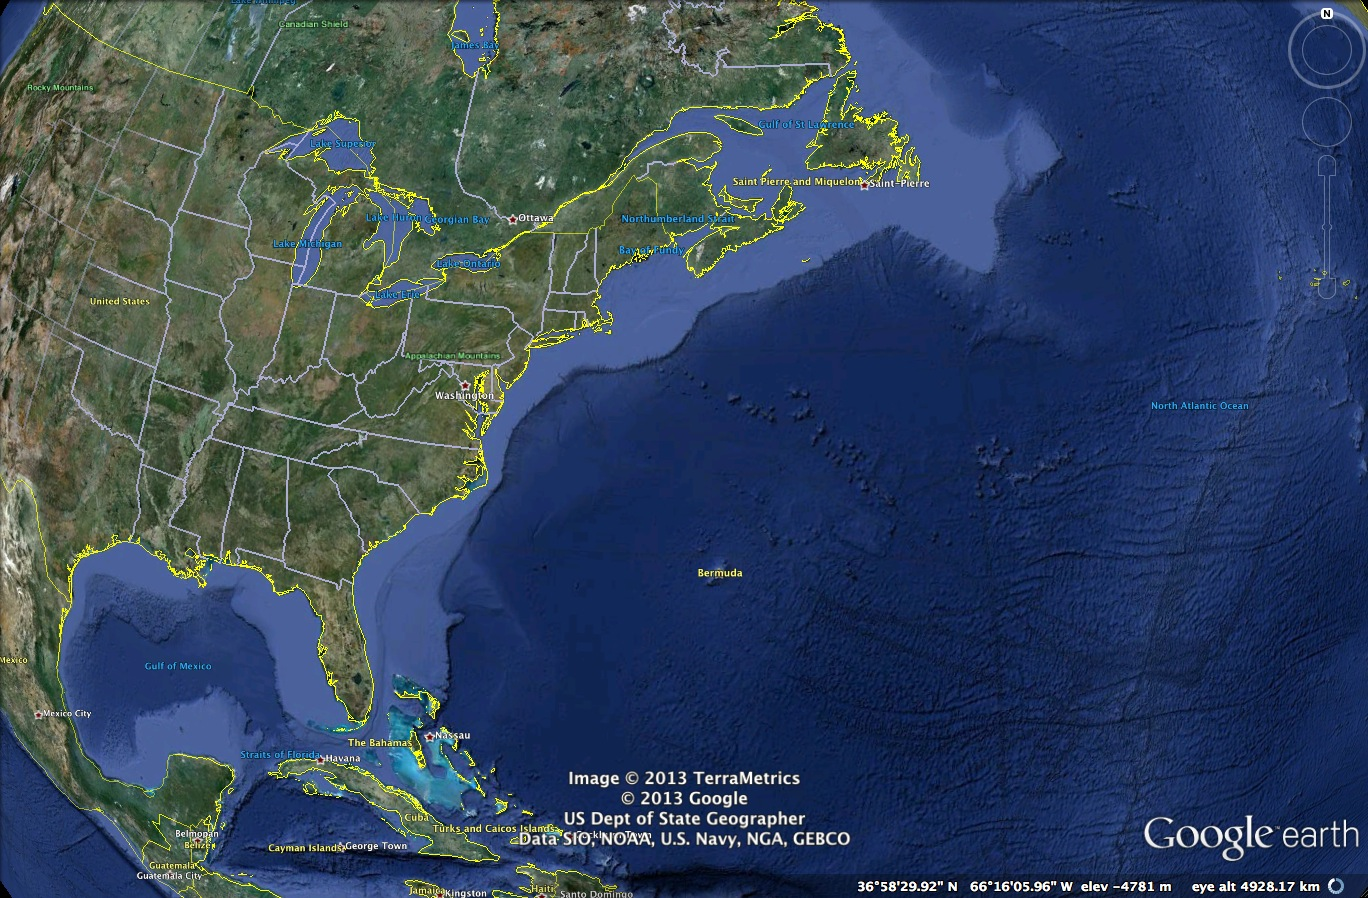 Lake Winnipeg
Canadian Shield
James Bay
Rocky Mountains
N
Gulf of St Lawrence
Lake Superior
Saint Pierre and Miquelon
Saint-Pierre
Lake Huron
Georgian Bay
Ottawa
Northumberland Strait
Lake Michigan
Bay of Fundy
Lake Ontario
Lake Erie
United States
Appalachian Mountains
Washington
North Atlantic Ocean
Bermuda
Mexico
Gulf of Mexico
Mexico City
Nassau
The Bahamas
Straits of Florida
Havana
Image © 2013 TerraMetrics
© 2013 Google
US Dept of State Geographer
Data SIO, NOAA, U.S. Navy, NGA, GEBCO
Cuba
Turks and Caicos Islands
Belmopan
Belize
Cayman Islands
George Town
Google earth
Guatemala
Guatemala City
Jamaica
Kingston
Haiti
Santo Domingo
36°58'29.92" N 66°16'05.96" W elev -4781 m eye alt 4928.17 km